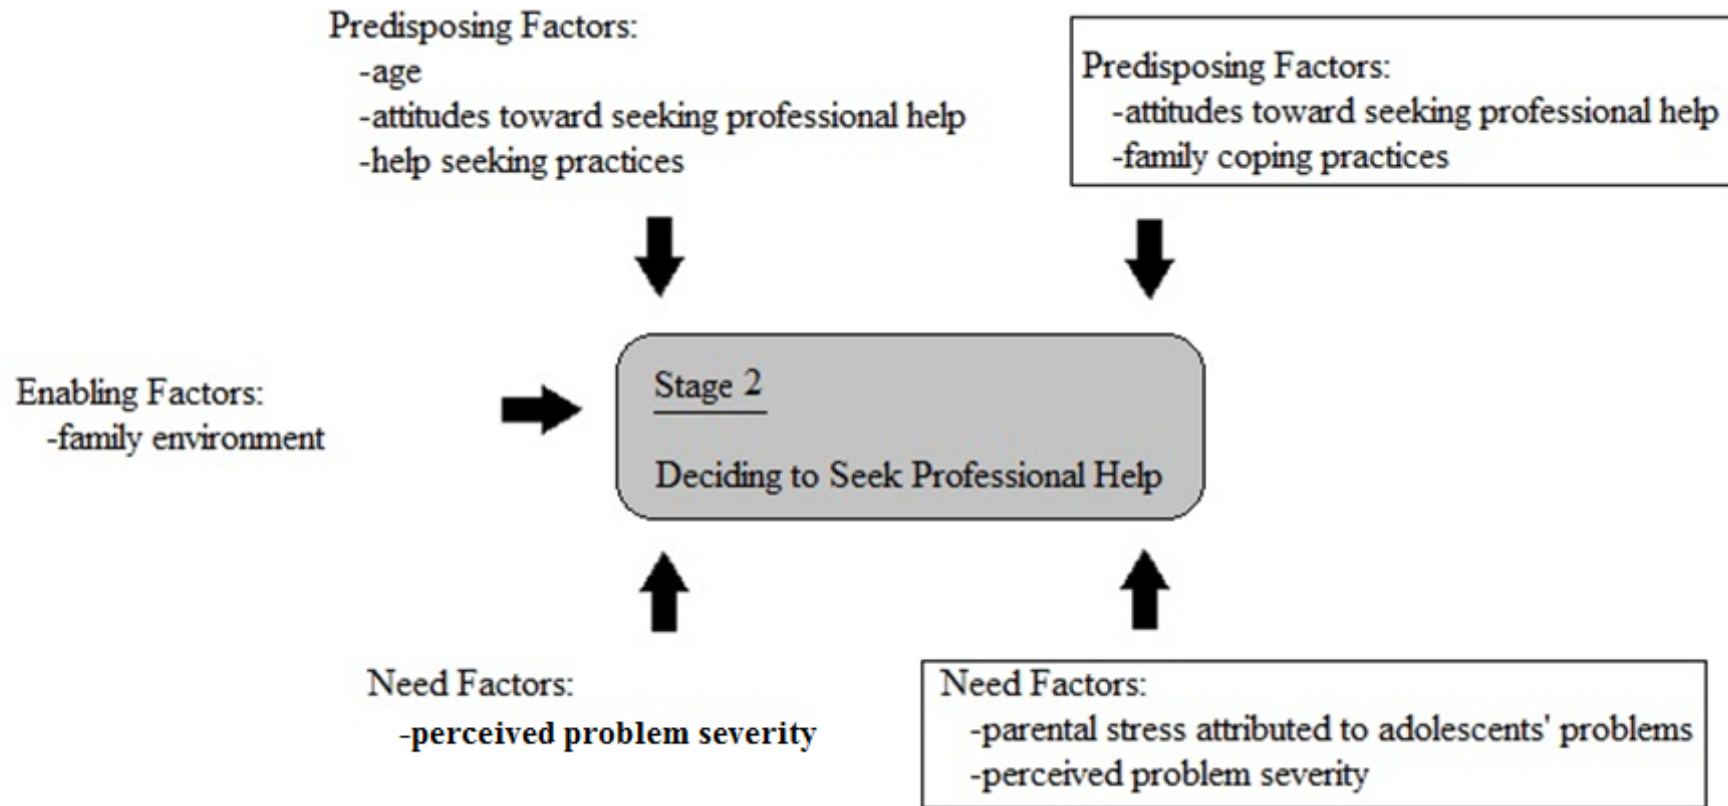 Predisposing Factors:
-age
-attitudes toward seeking professional help
-help seeking practices
Predisposing Factors:
-attitudes toward seeking professional help
-family coping practices
Enabling Factors:
-family environment
Stage 2
Deciding to Seek Professional Help
Need Factors:
-perceived problem severity
Need Factors:
-parental stress attributed to adolescents' problems
-perceived problem severity